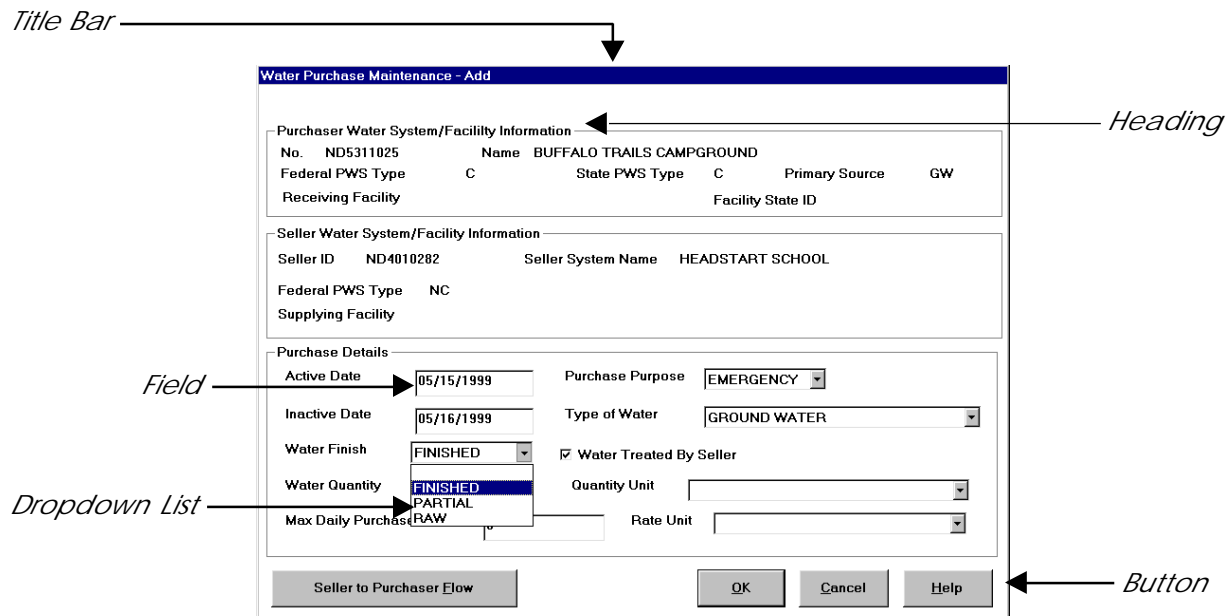 Title Bar
Water Purchase Maintenance - Add
Heading
Purchaser Water System/Facililty Information
No. ND5311025 Name BUFFALO TRAILS CAMPGROUND
Federal PWS Type C State PWS Type C Primary Source GW
Receiving Facility Facility State ID
Seller Water System/Facility Information
Seller ID ND4010282 Seller System Name HEADSTART SCHOOL
Federal PWS Type NC
Supplying Facility
Purchase Details
Field
Active Date 05/15/1999 Purchase Purpose EMERGENCY
Inactive Date 05/16/1999 Type of Water GROUND WATER
Water Finish FINISHED Water Treated By Seller
Water Quantity FINISHED Quantity Unit
Dropdown List
PARTIAL
Max Daily Purchase RAW Rate Unit
Seller to Purchaser Flow OK Cancel Help
Button